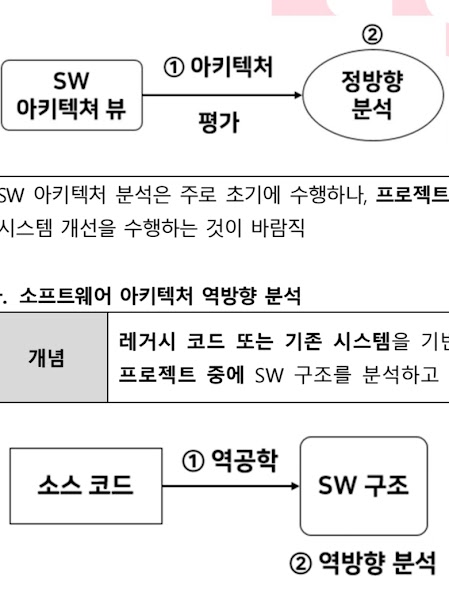 ②
① 아키텍처
SW
아키텍쳐 뷰
평가
정방향
분석
SW 아키텍처 분석은 주로 초기에 수행하나, 프로젝트
시스템 개선을 수행하는 것이 바람직
. 소프트웨어 아키텍처 역방향 분석
개념
레거시 코드 또는 기존 시스템을 기반
프로젝트 중에 SW 구조를 분석하고
① 역공학
소스 코드
SW 구조
② 역방향 분석